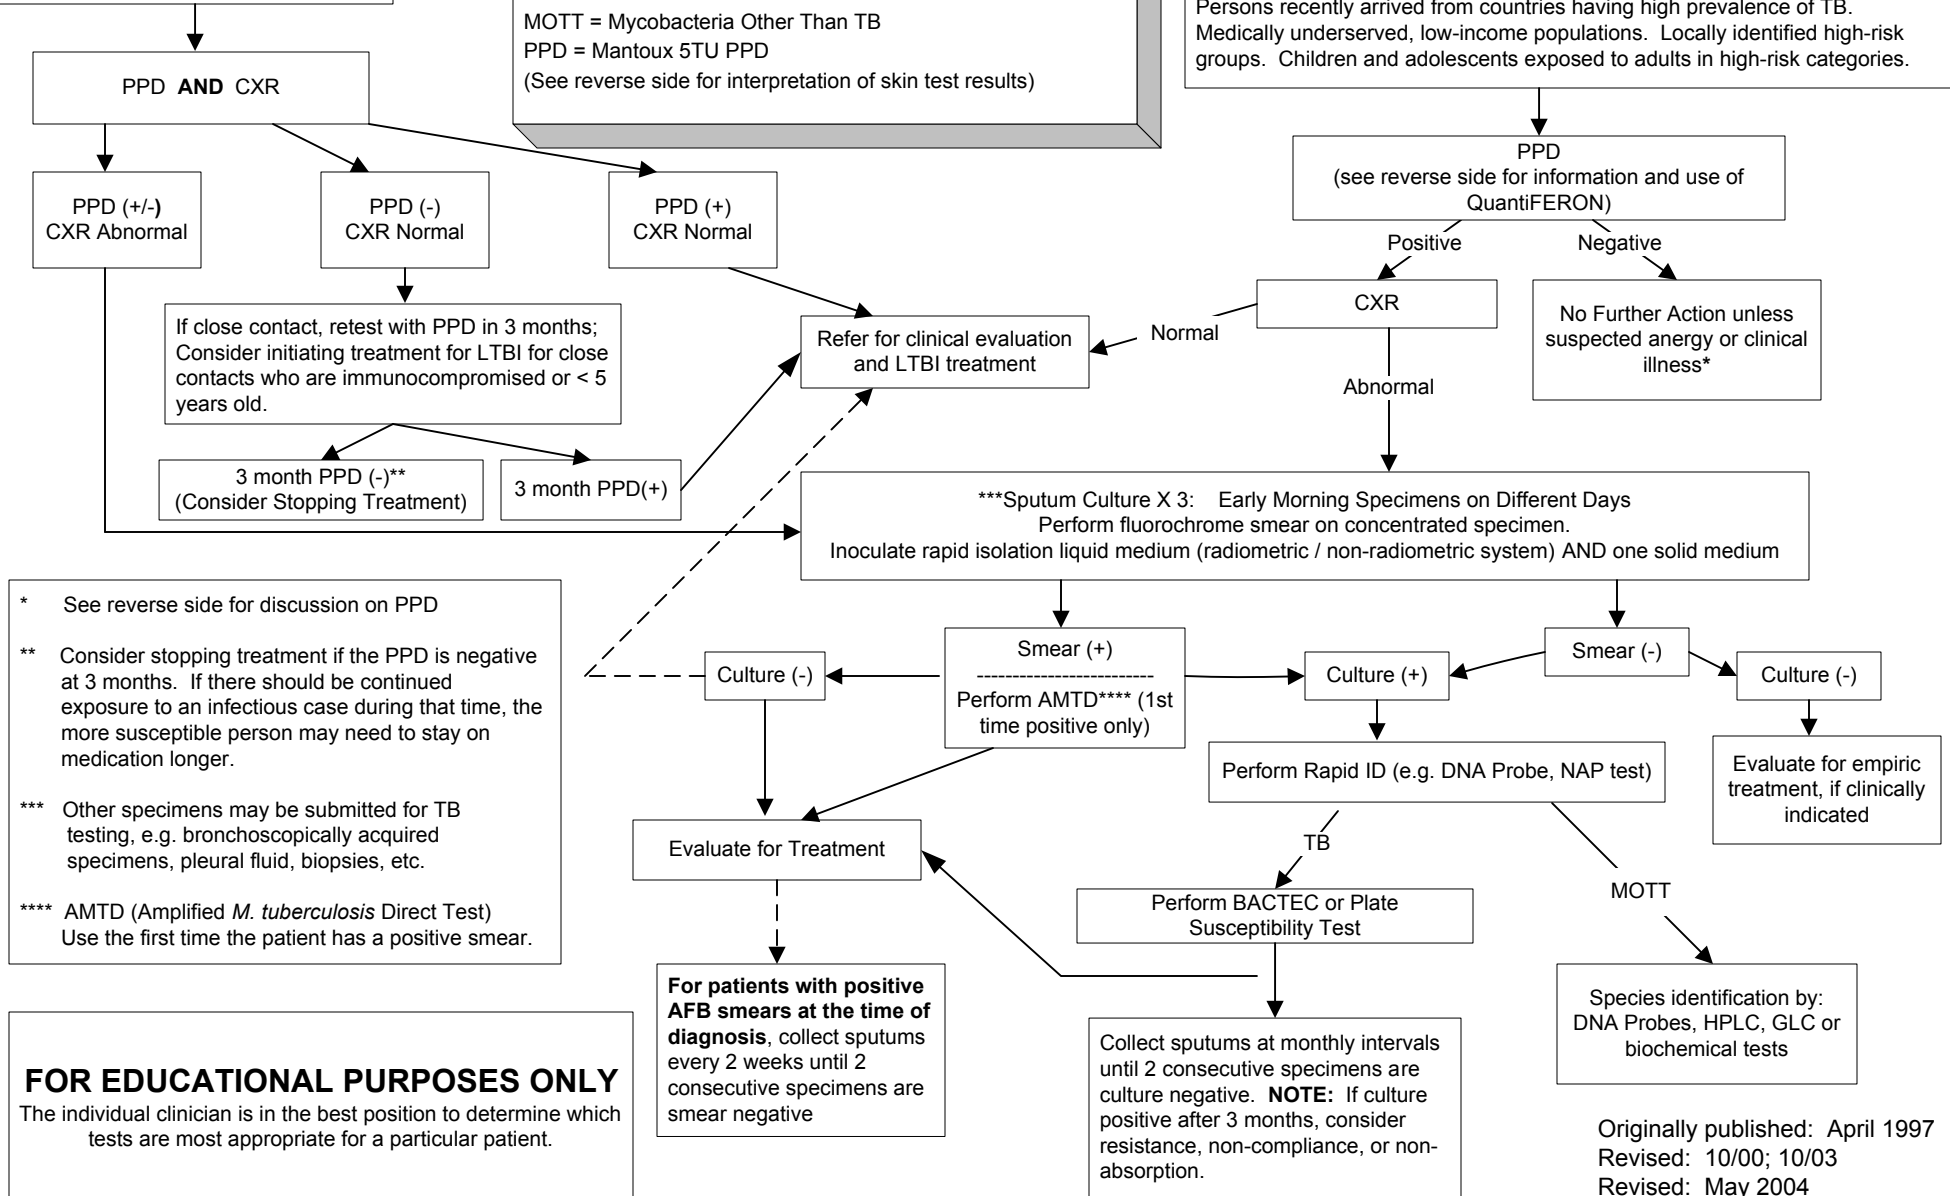 MOTT = Mycobacteria Other Than TB
PPD = Mantoux 5TU PPD
(See reverse side for interpretation of skin test results)
Persons recently arrived from countries having high prevalence of TB.
Medically underserved, low-income populations.  Locally identified high-risk
groups.  Children and adolescents exposed to adults in high-risk categories.
PPD  AND  CXR
PPD (+/-)
CXR Abnormal
PPD (-)
CXR Normal
PPD (+)
CXR Normal
PPD
(see reverse side for information and use of
QuantiFERON)
Positive
Negative
CXR
No Further Action unless
suspected anergy or clinical
illness*
Normal
Abnormal
If close contact, retest with PPD in 3 months;
Consider initiating treatment for LTBI for close
contacts who are immunocompromised or < 5
years old.
Refer for clinical evaluation
and LTBI treatment
3 month PPD (-)**
(Consider Stopping Treatment)
3 month PPD(+)
***Sputum Culture X 3:    Early Morning Specimens on Different Days
Perform fluorochrome smear on concentrated specimen.
Inoculate rapid isolation liquid medium (radiometric / non-radiometric system) AND one solid medium
*      See reverse side for discussion on PPD
**    Consider stopping treatment if the PPD is negative
at 3 months.  If there should be continued
exposure to an infectious case during that time, the
more susceptible person may need to stay on
medication longer.
***   Other specimens may be submitted for TB
testing, e.g. bronchoscopically acquired
specimens, pleural fluid, biopsies, etc.
****  AMTD (Amplified M. tuberculosis Direct Test)
Use the first time the patient has a positive smear.
Culture (-)
Smear (+)
--------------------------
Perform AMTD**** (1st
time positive only)
Culture (+)
Smear (-)
Culture (-)
Perform Rapid ID (e.g. DNA Probe, NAP test)
Evaluate for empiric
treatment, if clinically
indicated
Evaluate for Treatment
TB
MOTT
Perform BACTEC or Plate
Susceptibility Test
For patients with positive
AFB smears at the time of
diagnosis, collect sputums
every 2 weeks until 2
consecutive specimens are
smear negative
Collect sputums at monthly intervals
until 2 consecutive specimens are
culture negative.  NOTE:  If culture
positive after 3 months, consider
resistance, non-compliance, or non-
absorption.
Species identification by:
DNA Probes, HPLC, GLC or
biochemical tests
FOR EDUCATIONAL PURPOSES ONLY
The individual clinician is in the best position to determine which
tests are most appropriate for a particular patient.
Originally published:  April 1997
Revised:  10/00; 10/03
Revised:  May 2004